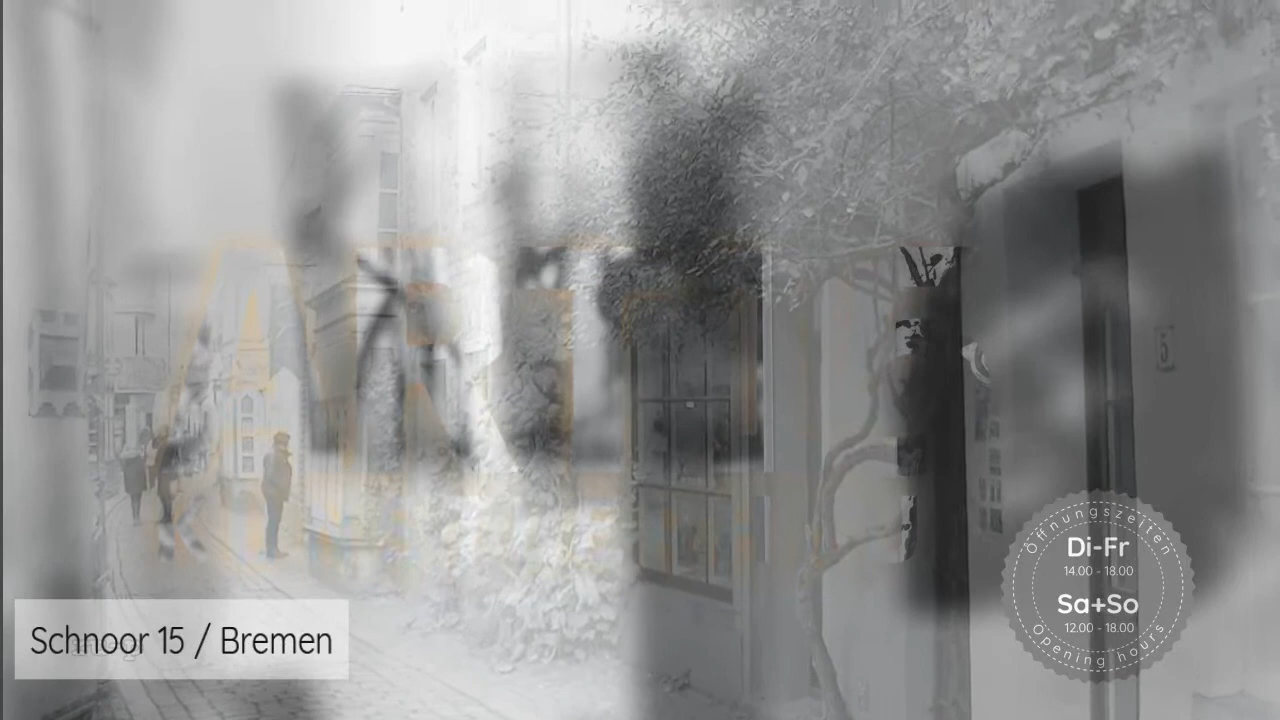 Schnoor 15 / Bremen
Öffnungszeiten
Di-Fr
14.00 - 18.00
Sa+So
12.00 - 18.00
Opening hours